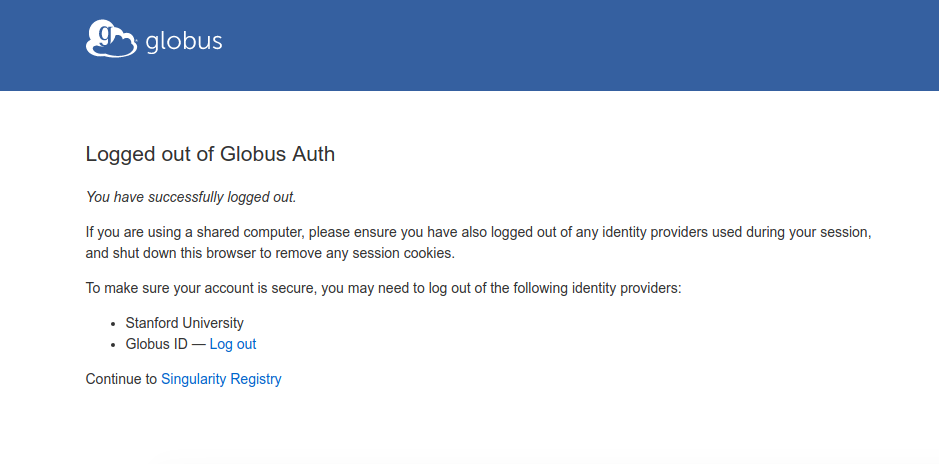 g globus
Logged out of Globus Auth
You have successfully logged out.
If you are using a shared computer, please ensure you have also logged out of any identity providers used during your session,
and shut down this browser to remove any session cookies.
To make sure your account is secure, you may need to log out of the following identity providers:
• Stanford University
• Globus ID — Log out
Continue to Singularity Registry